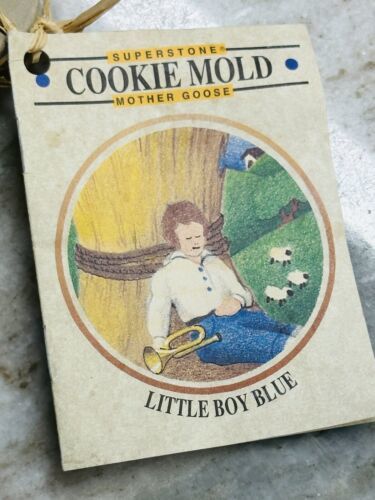 SUPERSTONE®
COOKIE MOLD
MOTHER GOOSE
LITTLE BOY BLUE